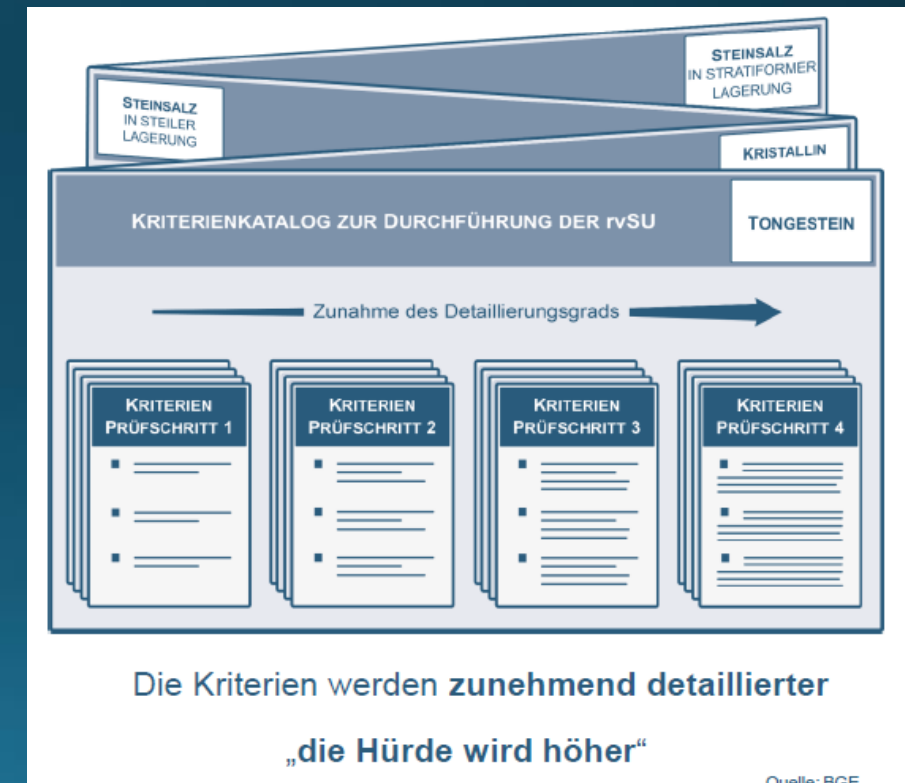 STEINSALZ
IN STRATIFORMER
LAGERUNG
STEINSALZ
IN STEILER
LAGERUNG
KRISTALLIN
KRITERIENKATALOG ZUR DURCHFÜHRUNG DER rvSU
TONGESTEIN
Zunahme des Detaillierungsgrads
KRITERIEN
PRÜFSCHRITT 1
KRITERIEN
PRÜFSCHRITT 2
KRITERIEN
PRÜFSCHRITT 3
KRITERIEN
PRÜFSCHRITT 4
Die Kriterien werden zunehmend detaillierter
„die Hürde wird höher“
Quelle: BGE